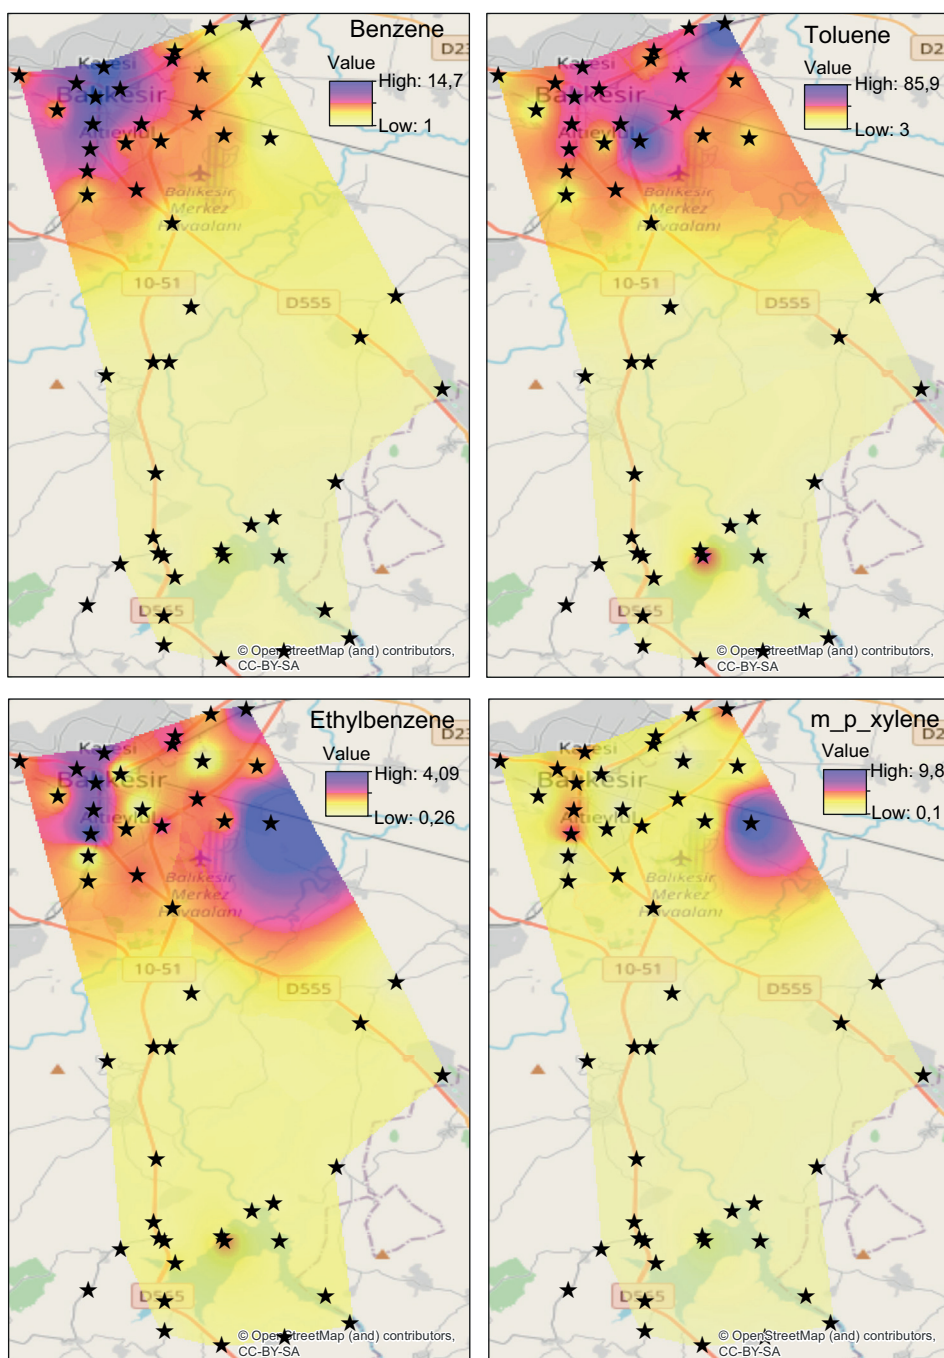 Benzene
Value
High: 14,7
Low: 1
D23
Karesi
Balıkesir
Altıeylül
Balıkesir
Merkez
Havaalanı
10-51
D555
D565
© OpenStreetMap (and) contributors,
CC-BY-SA
Toluene
Value
High: 85,9
Low: 3
D2
Karesi
Balıkesir
Altıeylül
Balıkesir
Merkez
Havaalanı
10-51
D555
D565
© OpenStreetMap (and) contributors,
CC-BY-SA
Ethylbenzene
Value
High: 4,09
Low: 0,26
D23
Karesi
Balıkesir
Altıeylül
Balıkesir
Merkez
Havaalanı
10-51
D555
D565
© OpenStreetMap (and) contributors,
CC-BY-SA
m_p_xylene
Value
High: 9,8
Low: 0,1
D2
Karesi
Balıkesir
Altıeylül
Balıkesir
Merkez
Havaalanı
10-51
D555
D565
© OpenStreetMap (and) contributors,
CC-BY-SA